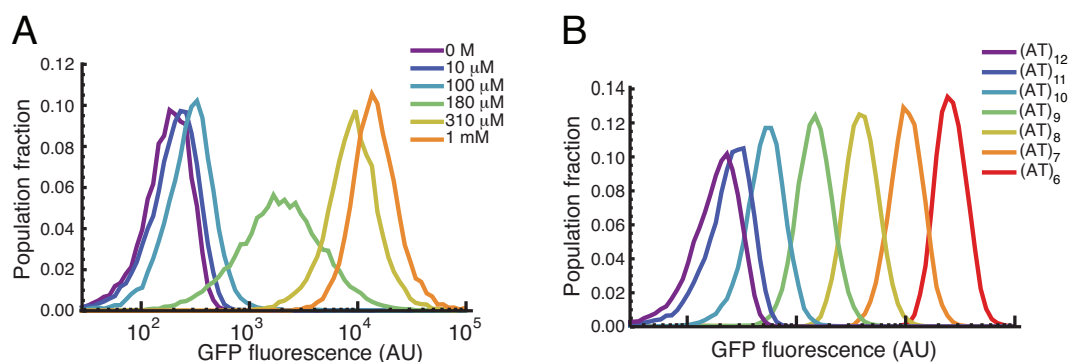 A
0 M
10 µM
100 µM
180 µM
310 µM
1 mM
0.12
0.10
0.08
0.06
0.04
0.02
0.00
Population fraction
10²
10³
10⁴
10⁵
GFP fluorescence (AU)
B
(AT)₁₂
(AT)₁₁
(AT)₁₀
(AT)₉
(AT)₈
(AT)₇
(AT)₆
0.14
0.12
0.10
0.08
0.06
0.04
0.02
0.00
Population fraction
GFP fluorescence (AU)